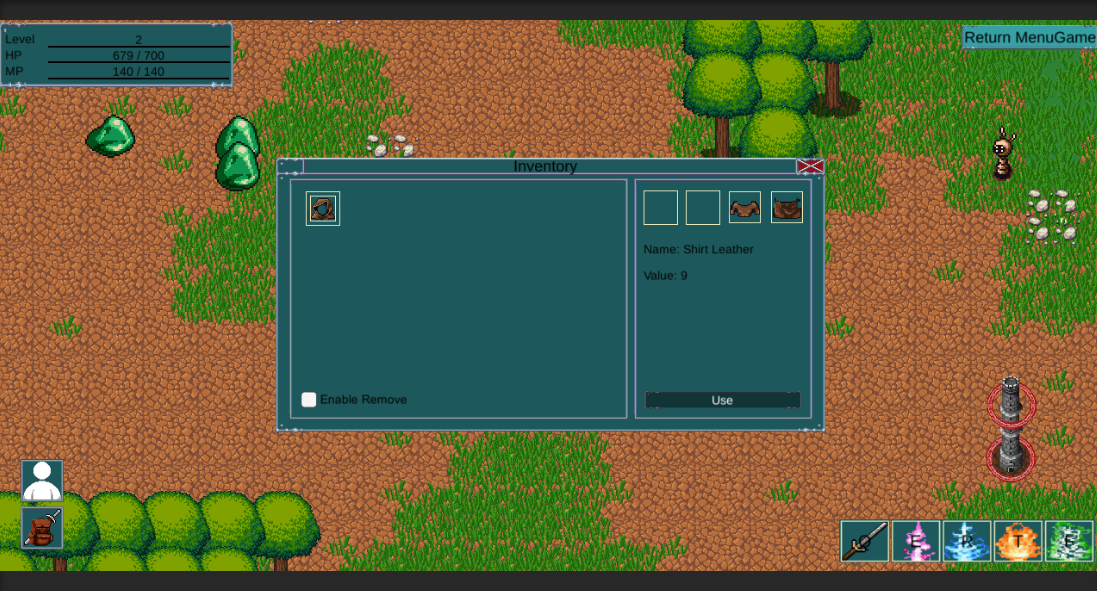 Level 2
HP 679 / 700
MP 140 / 140
Return MenuGame
Inventory
Name: Shirt Leather
Value: 9
Enable Remove
Use
E
R
T
F